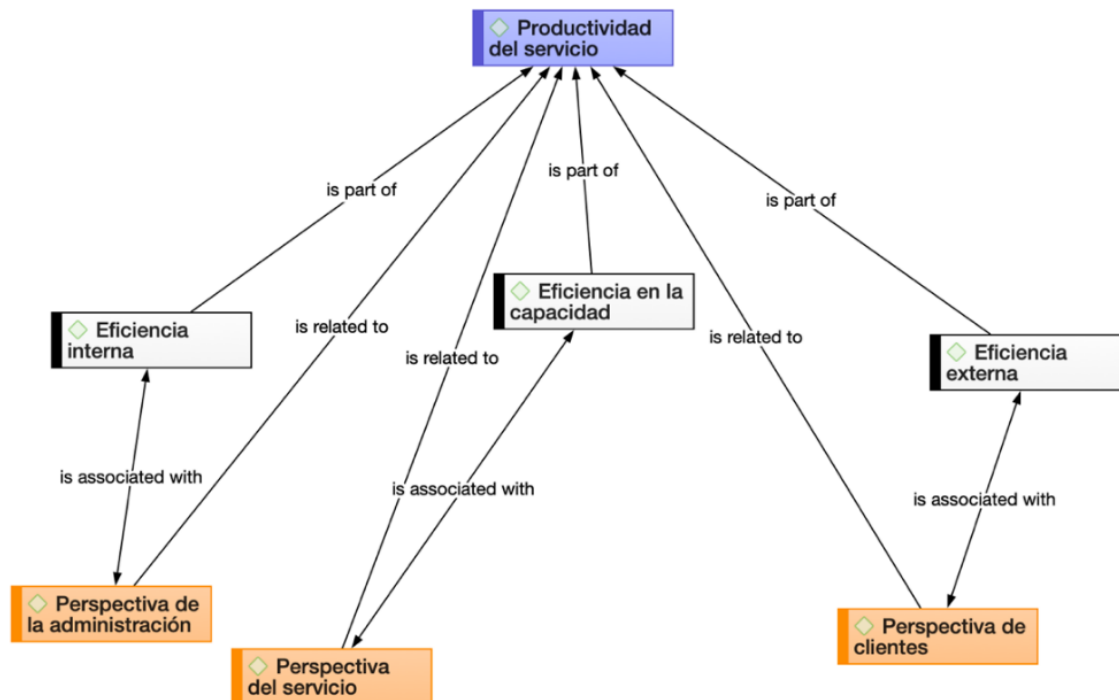 Productividad
del servicio
is part of
is part of
is part of
Eficiencia en la
capacidad
Eficiencia
interna
is related to
is related to
is related to
Eficiencia
externa
is associated with
is associated with
is associated with
Perspectiva de
la administración
Perspectiva
del servicio
Perspectiva de
clientes